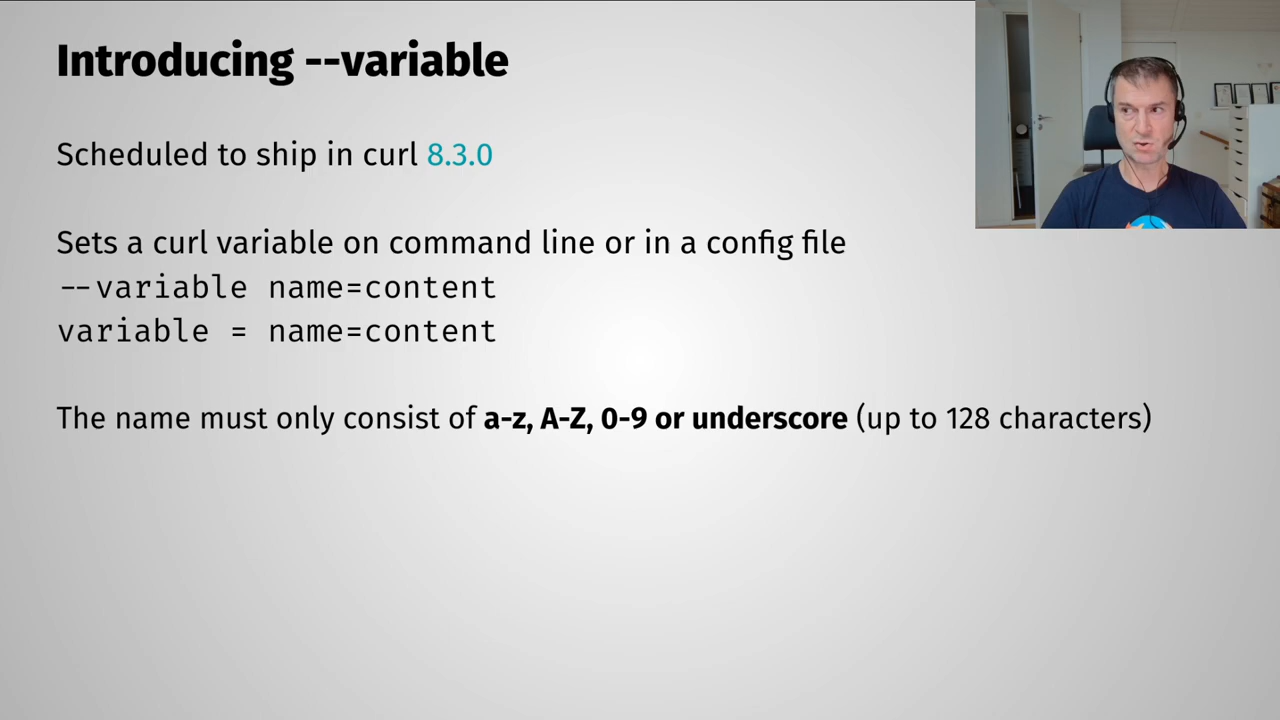 Introducing --variable
Scheduled to ship in curl 8.3.0
Sets a curl variable on command line or in a config file
--variable name=content
variable = name=content
The name must only consist of a-z, A-Z, 0-9 or underscore (up to 128 characters)